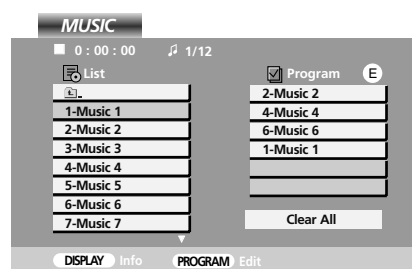 MUSIC
0 : 00 : 00 1/12
List
Program E
1-Music 1
2-Music 2
3-Music 3
4-Music 4
5-Music 5
6-Music 6
7-Music 7
2-Music 2
4-Music 4
6-Music 6
1-Music 1
Clear All
DISPLAY Info PROGRAM Edit